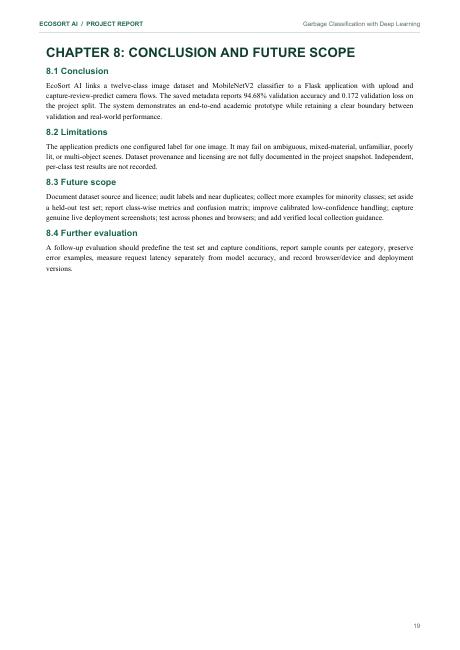 ECOSORT AI / PROJECT REPORT
Garbage Classification with Deep Learning
CHAPTER 8: CONCLUSION AND FUTURE SCOPE
8.1 Conclusion
EcoSort AI links a twelve-class image dataset and MobileNetV2 classifier to a Flask application with upload and
capture-review-predict camera flows. The saved metadata reports 94.68% validation accuracy and 0.172 validation loss on
the project split. The system demonstrates an end-to-end academic prototype while retaining a clear boundary between
validation and real-world performance.
8.2 Limitations
The application predicts one configured label for one image. It may fail on ambiguous, mixed-material, unfamiliar, poorly
lit, or multi-object scenes. Dataset provenance and licensing are not fully documented in the project snapshot. Independent,
per-class test results are not recorded.
8.3 Future scope
Document dataset source and licence; audit labels and near duplicates; collect more examples for minority classes; set aside
a held-out test set; report class-wise metrics and confusion matrix; improve calibrated low-confidence handling; capture
genuine live deployment screenshots; test across phones and browsers; and add verified local collection guidance.
8.4 Further evaluation
A follow-up evaluation should predefine the test set and capture conditions, report sample counts per category, preserve
error examples, measure request latency separately from model accuracy, and record browser/device and deployment
versions.
19